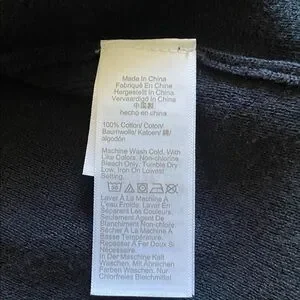 Made In China
Fabriqué En China
Hergestellt In China
Vervaardigd In China
中国製
hecho en china
100% Cotton/ Coton/
Baumwolle/ Katoen/ 綿/
algodón
Machine Wash Cold, With
Like Colors. Non-chlorine
Bleach Only. Tumble Dry
Low, Iron On Lowest
Setting.
Laver À La Machine À
L'eau Froide. Laver En
Séparant Les Couleurs.
Seulement Agent De
Blanchiment Non-chloré.
Sécher À La Machine À
Basse Température.
Repasser À Fer Doux Si
Nécessaire.
In Der Maschine Kalt
Waschen. Mit Ähnlichen
Farben Waschen. Nur
Chlorfreies Bleichmittel